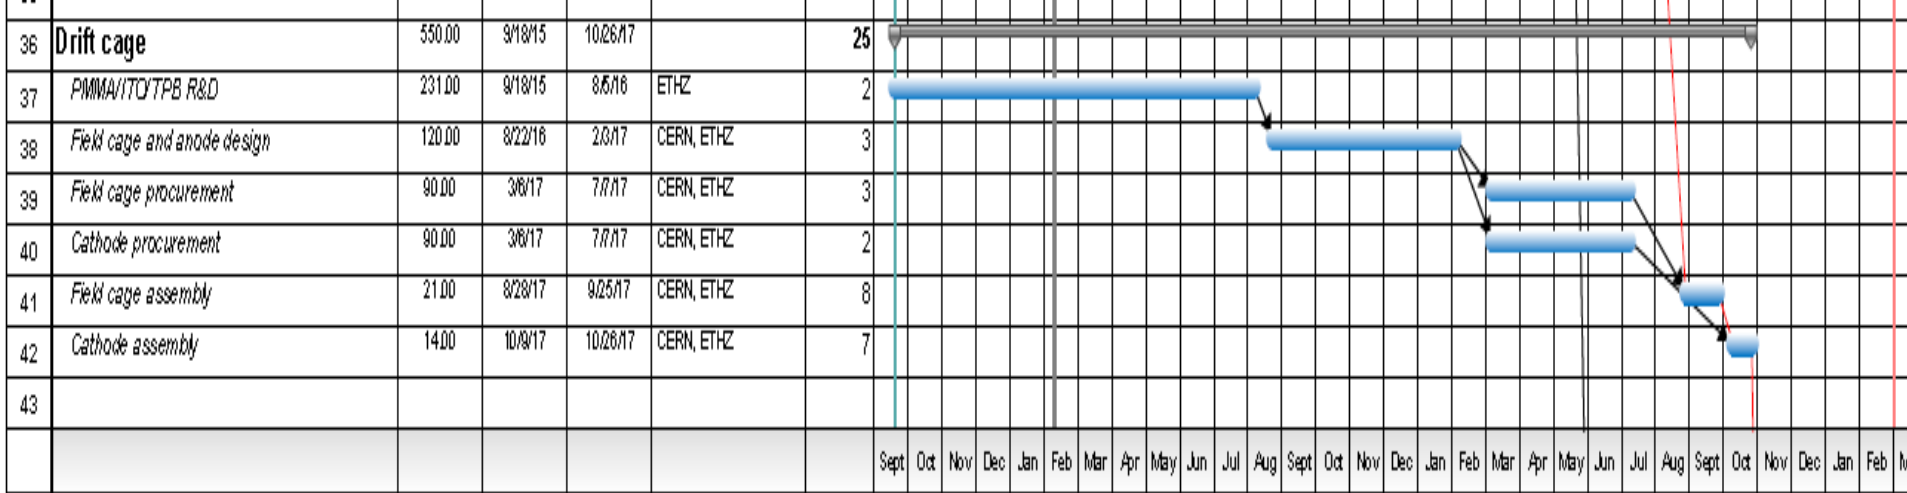 36 Drift cage 550.00 9/18/15 10/26/17 25
37 PMMA/ITO/TPB R&D 231.00 9/18/15 8/5/16 ETHZ 2
38 Field cage and anode design 120.00 8/22/16 2/3/17 CERN, ETHZ 3
39 Field cage procurement 90.00 3/6/17 7/7/17 CERN, ETHZ 3
40 Cathode procurement 90.00 3/6/17 7/7/17 CERN, ETHZ 2
41 Field cage assembly 21.00 8/28/17 9/25/17 CERN, ETHZ 8
42 Cathode assembly 14.00 10/9/17 10/26/17 CERN, ETHZ 7
43
Sept Oct Nov Dec Jan Feb Mar Apr May Jun Jul Aug Sept Oct Nov Dec Jan Feb Mar Apr May Jun Jul Aug Sept Oct Nov Dec Jan Feb